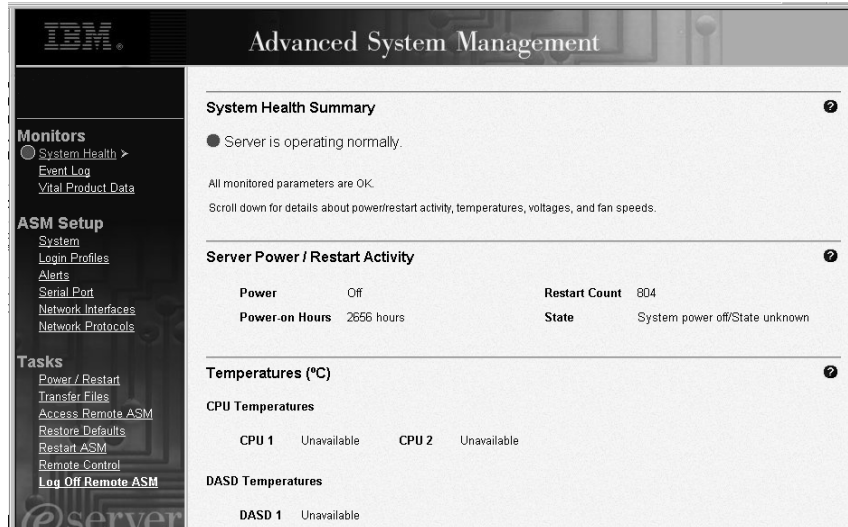 IBM®
Advanced System Management
Monitors
System Health >
Event Log
Vital Product Data
ASM Setup
System
Login Profiles
Alerts
Serial Port
Network Interfaces
Network Protocols
Tasks
Power / Restart
Transfer Files
Access Remote ASM
Restore Defaults
Restart ASM
Remote Control
Log Off Remote ASM
eserver
System Health Summary ?
Server is operating normally.
All monitored parameters are OK.
Scroll down for details about power/restart activity, temperatures, voltages, and fan speeds.
Server Power / Restart Activity ?
Power Off Restart Count 804
Power-on Hours 2656 hours State System power off/State unknown
Temperatures (ºC) ?
CPU Temperatures
CPU 1 Unavailable CPU 2 Unavailable
DASD Temperatures
DASD 1 Unavailable